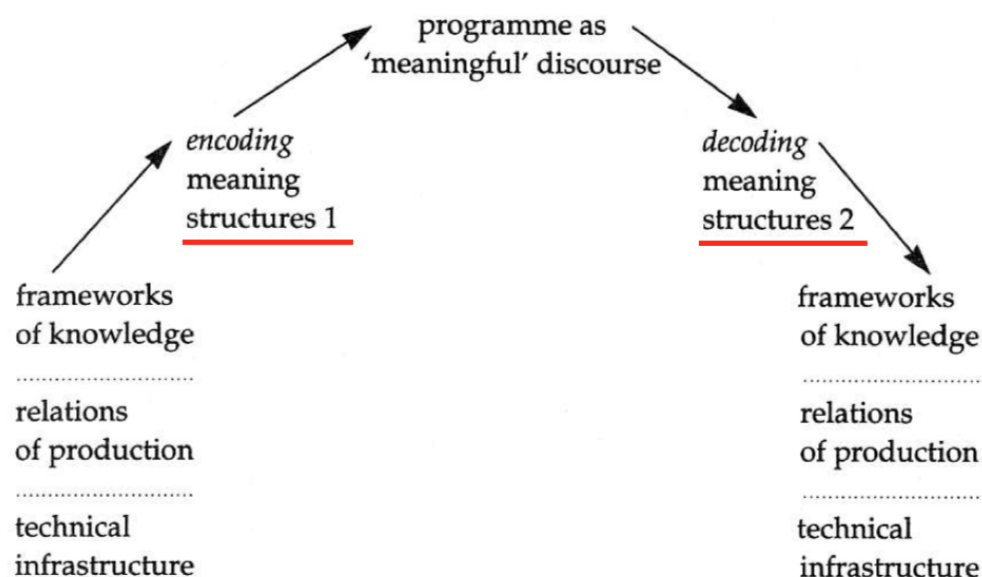 programme as
'meaningful' discourse
encoding
meaning
structures 1
decoding
meaning
structures 2
frameworks
of knowledge
relations
of production
technical
infrastructure
frameworks
of knowledge
relations
of production
technical
infrastructure